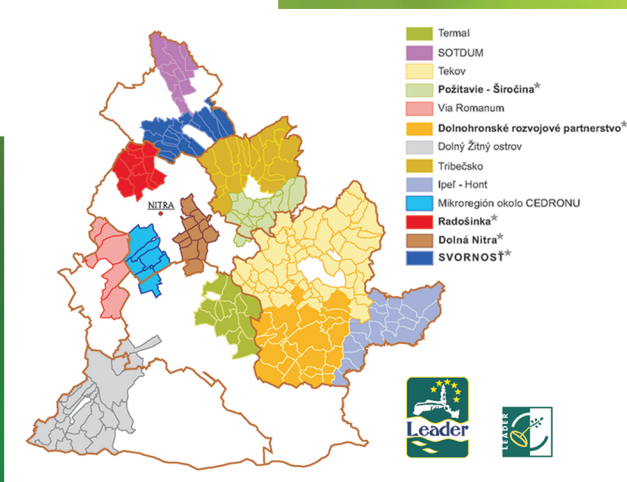 Termal
SOTDUM
Tekov
Požitavie - Širočina*
Via Romanum
Dolnohronské rozvojové partnerstvo*
Dolný Žitný ostrov
Tribečsko
Ipeľ - Hont
Mikroregión okolo CEDRONU
Radošinka*
Dolná Nitra*
SVORNOSŤ*
NITRA
Leader
LEADER